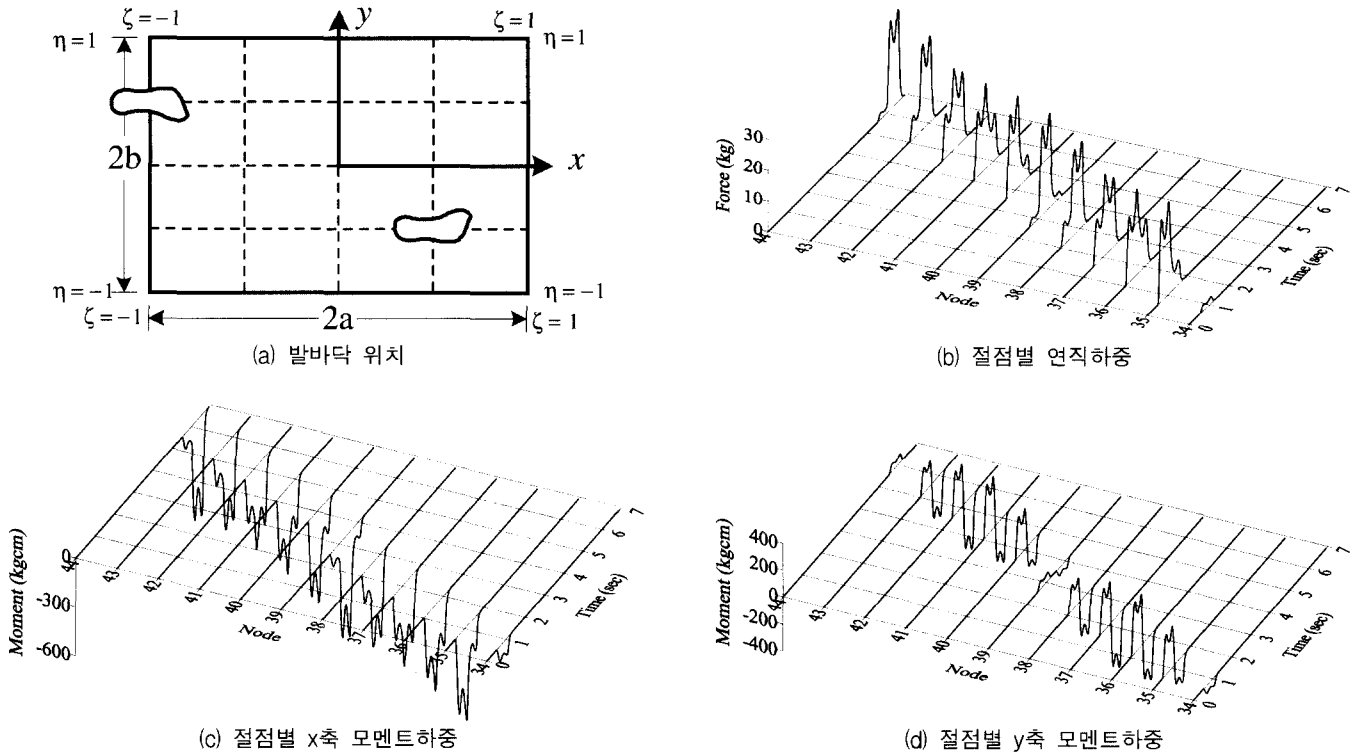 ζ=-1
y
ζ=1
η=1
η=1
2b
x
η=-1
η=-1
ζ=-1
2a
ζ=1
(a) 발바닥 위치
Force (kg)
30
20
10
0
44
43
42
41
40
39
38
37
36
35
34
Node
0
1
2
3
4
5
6
7
Time (sec)
(b) 절점별 연직하중
Moment (kgcm)
0
-300
-600
44
43
42
41
40
39
38
37
36
35
34
Node
0
1
2
3
4
5
6
7
Time (sec)
(c) 절점별 x축 모멘트하중
Moment (kgcm)
400
200
0
-200
-400
44
43
42
41
40
39
38
37
36
35
34
Node
0
1
2
3
4
5
6
7
Time (sec)
(d) 절점별 y축 모멘트하중